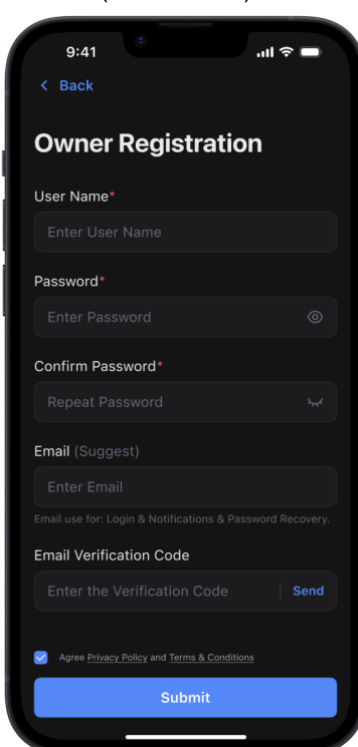 9:41
Back
Owner Registration
User Name*
Enter User Name
Password*
Enter Password
Confirm Password*
Repeat Password
Email (Suggest)
Enter Email
Email use for: Login & Notifications & Password Recovery.
Email Verification Code
Enter the Verification Code Send
Agree Privacy Policy and Terms & Conditions
Submit